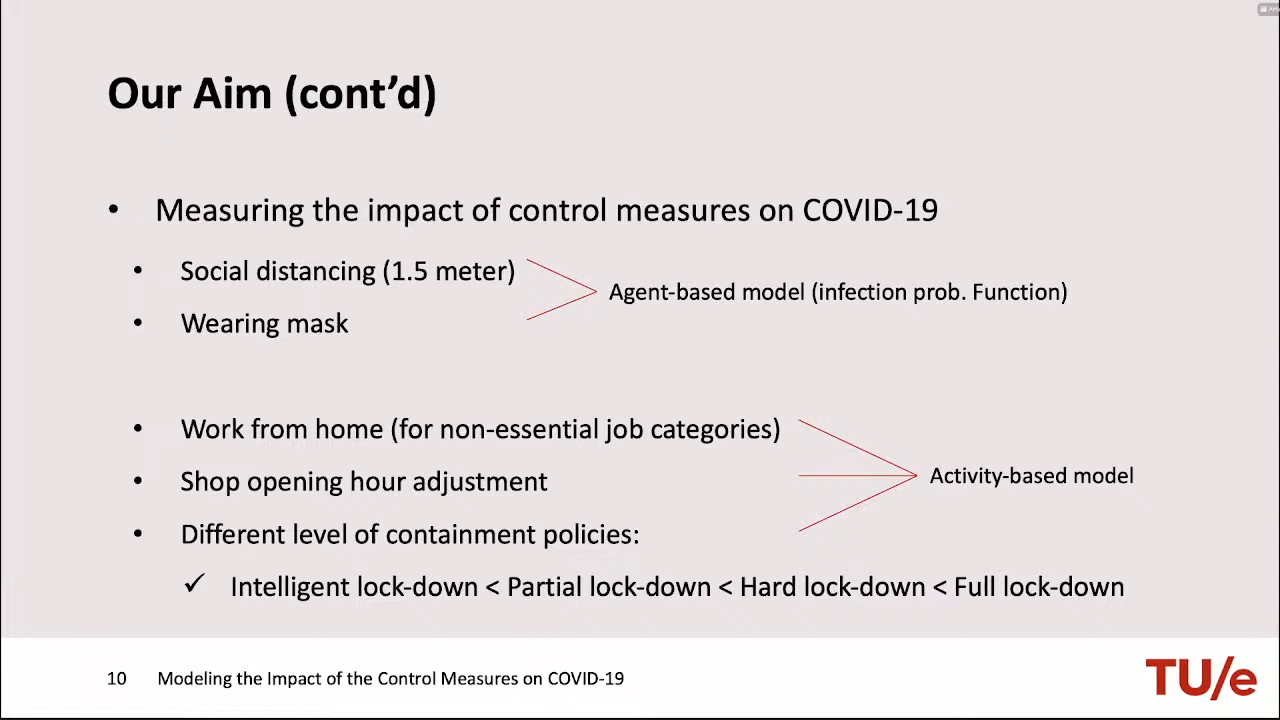 Our Aim (cont’d)
• Measuring the impact of control measures on COVID-19
• Social distancing (1.5 meter)
Agent-based model (infection prob. Function)
• Wearing mask
• Work from home (for non-essential job categories)
• Shop opening hour adjustment
Activity-based model
• Different level of containment policies:
✓ Intelligent lock-down < Partial lock-down < Hard lock-down < Full lock-down
10 Modeling the Impact of the Control Measures on COVID-19
TU/e